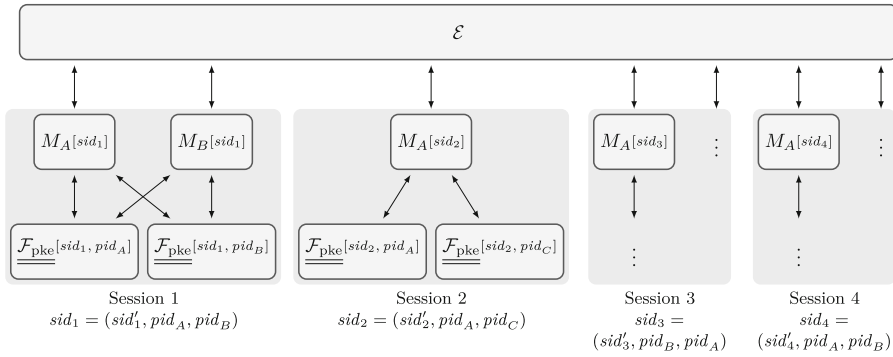 ℰ
M_A[sid_1] M_B[sid_1] M_A[sid_2] M_A[sid_3] ⋮ M_A[sid_4] ⋮
ℱ_pke[sid_1, pid_A] ℱ_pke[sid_1, pid_B] ℱ_pke[sid_2, pid_A] ℱ_pke[sid_2, pid_C] ⋮ ⋮
Session 1
sid_1 = (sid′_1, pid_A, pid_B)
Session 2
sid_2 = (sid′_2, pid_A, pid_C)
Session 3
sid_3 =
(sid′_3, pid_B, pid_A)
Session 4
sid_4 =
(sid′_4, pid_A, pid_B)